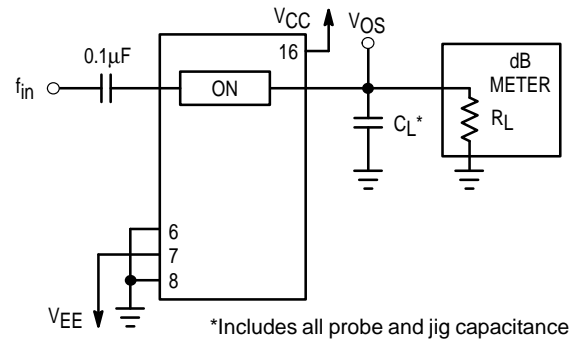 VCC
VOS
16
0.1μF
dB
METER
fin
ON
CL*
RL
6
7
8
VEE
*Includes all probe and jig capacitance